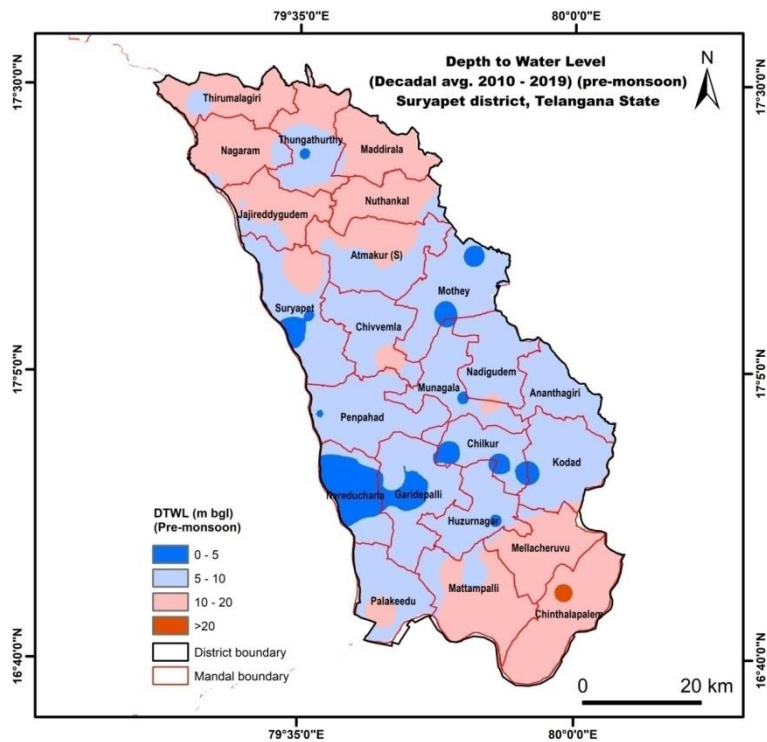 79°35'0"E
80°0'0"E
Depth to Water Level
(Decadal avg. 2010 - 2019) (pre-monsoon)
Suryapet district, Telangana State
N
17°30'0"N
17°30'0"N
Thirumalagiri
Thungathurthy
Nagaram
Maddirala
Nuthankal
Jajireddygudem
Atmakur (S)
Mothey
Suryapet
Chivvemla
17°5'0"N
17°5'0"N
Nadigudem
Munagala
Ananthagiri
Penpahad
Chilkur
Kodad
Nereducharla
Garidepalli
Huzurnagar
Mellacheruvu
Mattampalli
Palakeedu
Chinthalapalem
DTWL (m bgl)
(Pre-monsoon)
0 - 5
5 - 10
10 - 20
>20
District boundary
Mandal boundary
16°40'0"N
16°40'0"N
0 20 km
79°35'0"E
80°0'0"E